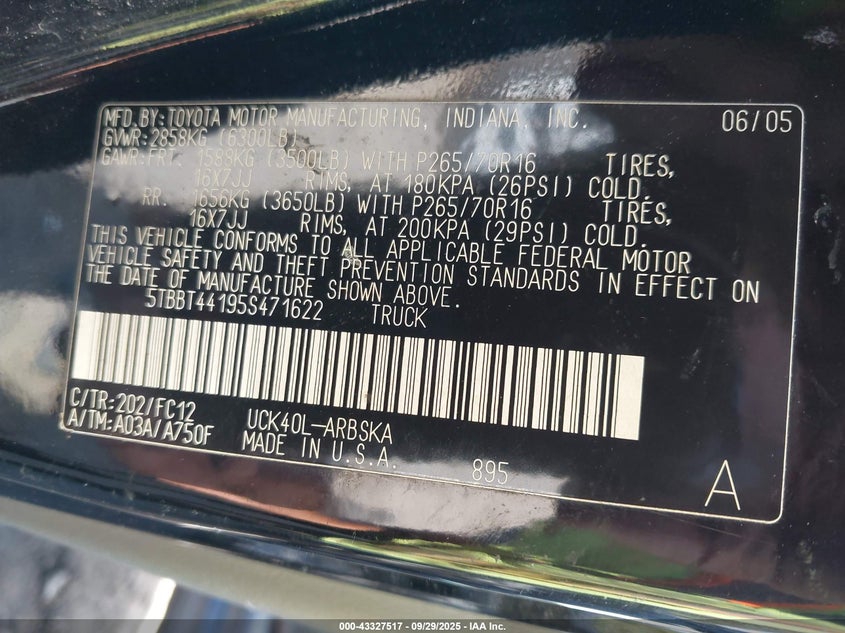 MFD.BY:TOYOTA MOTOR MANUFACTURING, INDIANA, INC. 06/05
GVWR:2858KG (6300LB)
GAWR:FRT. 1589KG (3500LB) WITH P265/70R16 TIRES,
16X7JJ RIMS, AT 180KPA (26PSI) COLD.
RR. 1656KG (3650LB) WITH P265/70R16 TIRES,
16X7JJ RIMS, AT 200KPA (29PSI) COLD.
THIS VEHICLE CONFORMS TO ALL APPLICABLE FEDERAL MOTOR
VEHICLE SAFETY AND THEFT PREVENTION STANDARDS IN EFFECT ON
THE DATE OF MANUFACTURE SHOWN ABOVE.
5TBBT44195S471622 TRUCK
C/TR:202/FC12 UCK40L-ARBSKA
A/TM:A03A/A750F MADE IN U.S.A. 895
A
000-43327517 - 09/29/2025 - IAA Inc.